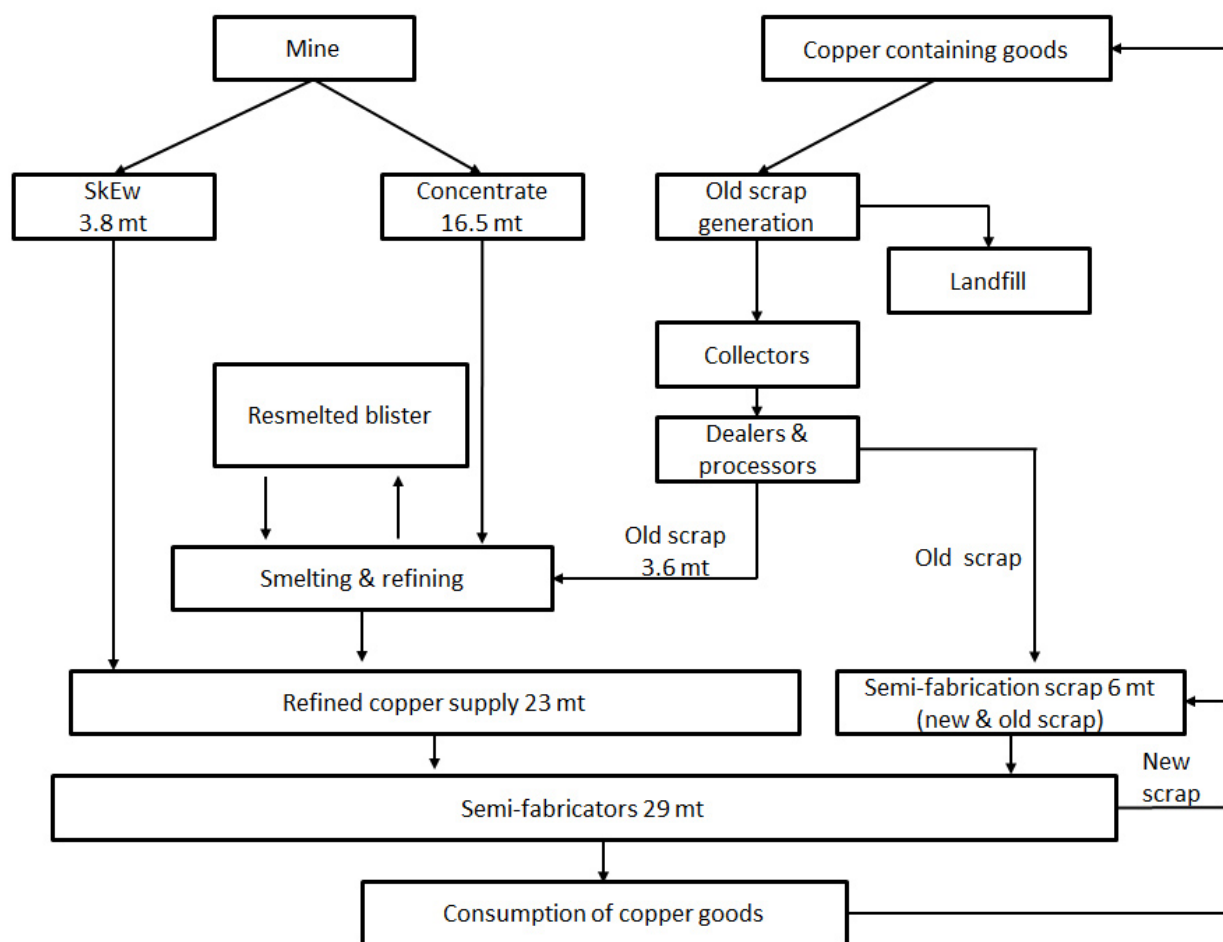 Mine
Copper containing goods
SkEw
3.8 mt
Concentrate
16.5 mt
Old scrap
generation
Landfill
Collectors
Resmelted blister
Dealers &
processors
Old scrap
3.6 mt
Old scrap
Smelting & refining
Refined copper supply 23 mt
Semi-fabrication scrap 6 mt
(new & old scrap)
New
scrap
Semi-fabricators 29 mt
Consumption of copper goods